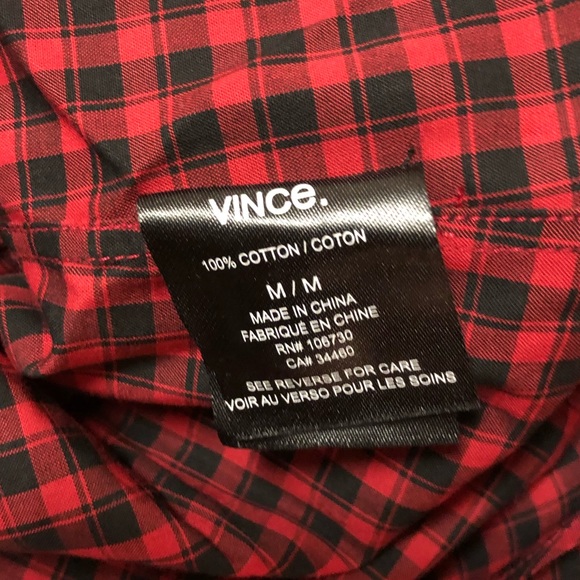 VINCe.
100% COTTON / COTON
M / M
MADE IN CHINA
FABRIQUÉ EN CHINE
RN# 106730
CA# 34460
SEE REVERSE FOR CARE
VOIR AU VERSO POUR LES SOINS